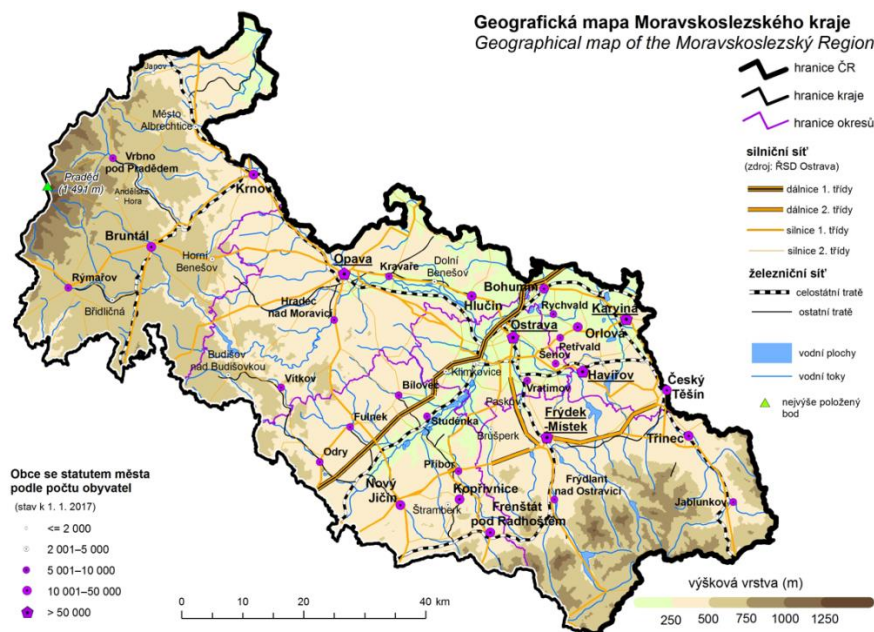 Geografická mapa Moravskoslezského kraje
Geographical map of the Moravskoslezský Region
hranice ČR
hranice kraje
hranice okresů
silniční síť
(zdroj: ŘSD Ostrava)
dálnice 1. třídy
dálnice 2. třídy
silnice 1. třídy
silnice 2. třídy
železniční síť
celostátní tratě
ostatní tratě
vodní plochy
vodní toky
nejvýše položený
bod
Janov
Město
Albrechtice
Vrbno
pod Pradědem
Praděd
(1 491 m)
Andělská
Hora
Krnov
Bruntál
Horní
Benešov
Rýmařov
Břidličná
Opava
Kravaře
Dolní
Benešov
Hlučín
Bohumín
Rychvald
Karviná
Hradec
nad Moravicí
Ostrava
Orlová
Petřvald
Šenov
Havířov
Budišov
nad Budišovkou
Vítkov
Bílovec
Klimkovice
Vratimov
Český
Těšín
Paskov
Studénka
Fulnek
Brušperk
Frýdek
-Místek
Třinec
Odry
Příbor
Nový
Jičín
Kopřivnice
Štramberk
Frýdlant
nad Ostravicí
Jablunkov
Frenštát
pod Radhoštěm
Obce se statutem města
podle počtu obyvatel
(stav k 1. 1. 2017)
<= 2 000
2 001–5 000
5 001–10 000
10 001–50 000
> 50 000
0 10 20 40 km
výšková vrstva (m)
250 500 750 1000 1250